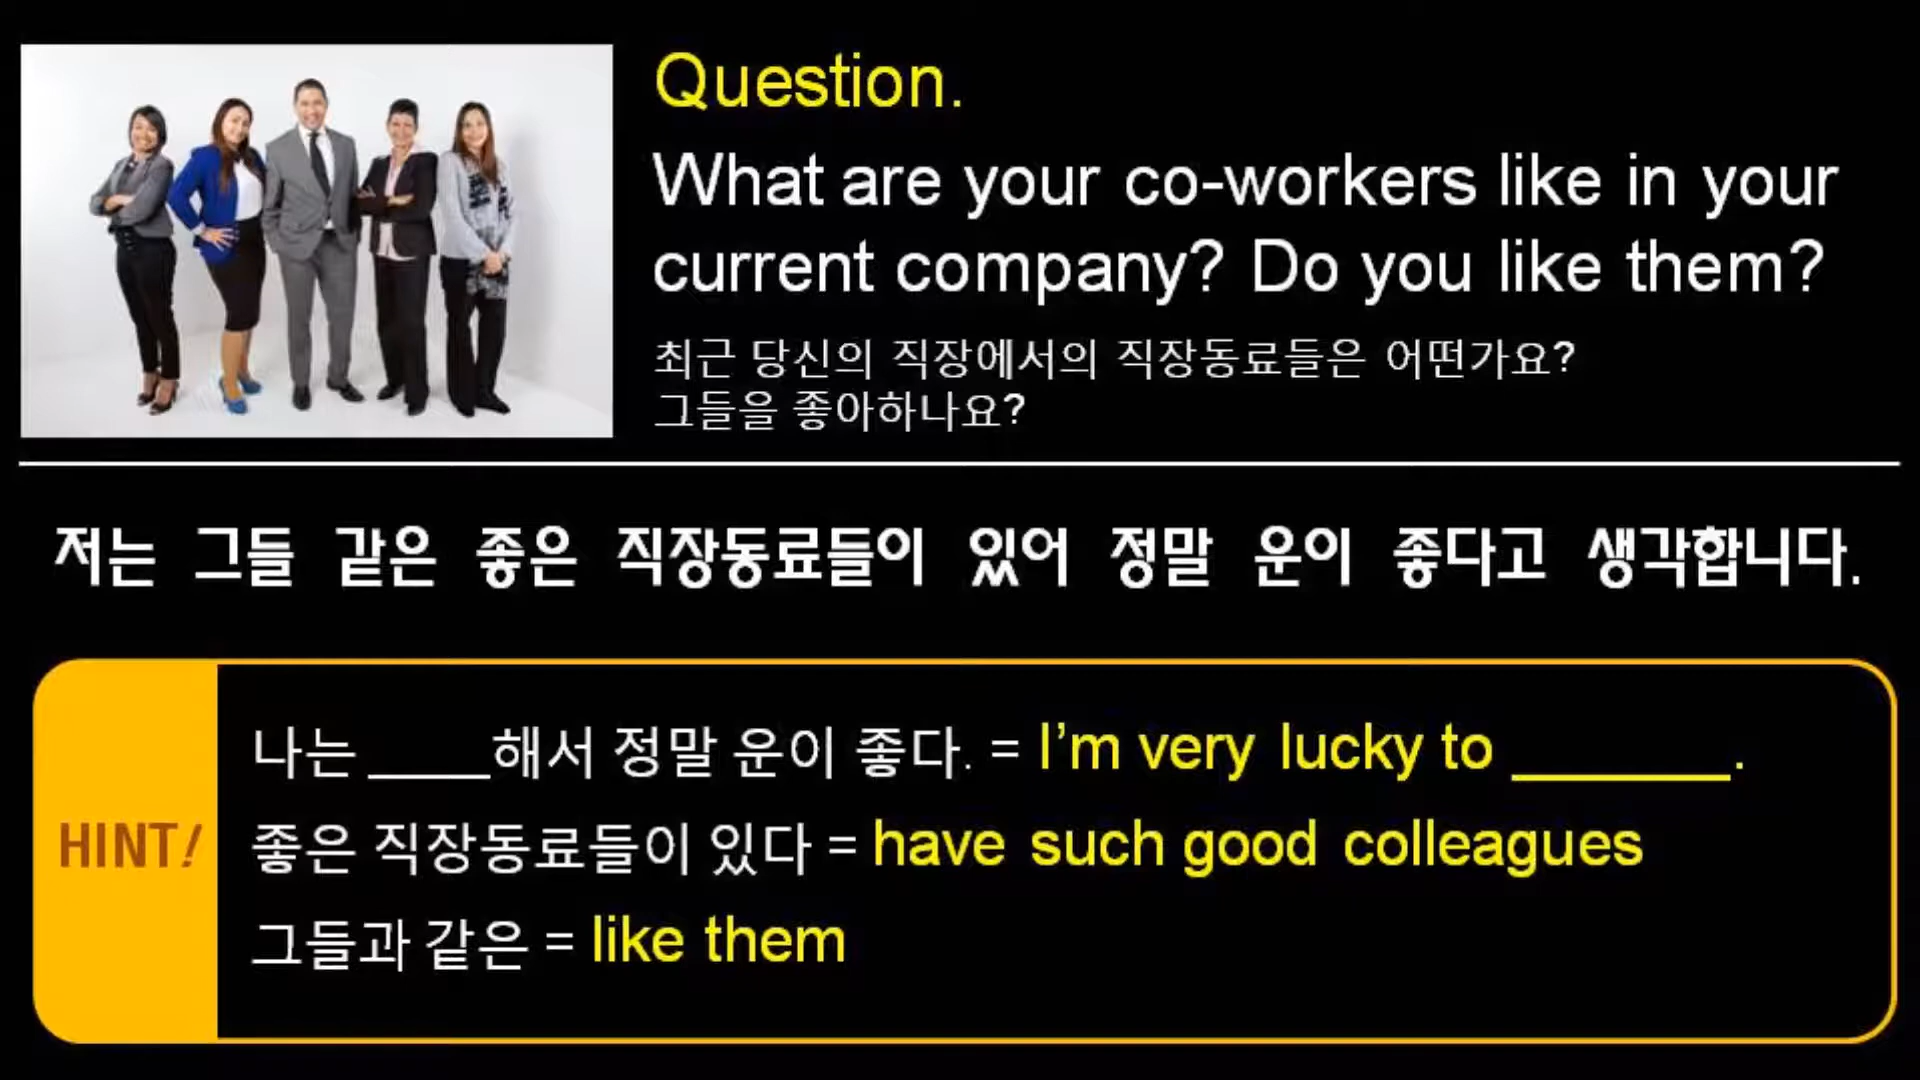 Question.
What are your co-workers like in your
current company? Do you like them?
최근 당신의 직장에서의 직장동료들은 어떤가요?
그들을 좋아하나요?
저는 그들 같은 좋은 직장동료들이 있어 정말 운이 좋다고 생각합니다.
HINT!
나는 _____해서 정말 운이 좋다. = I'm very lucky to _______.
좋은 직장동료들이 있다 = have such good colleagues
그들과 같은 = like them